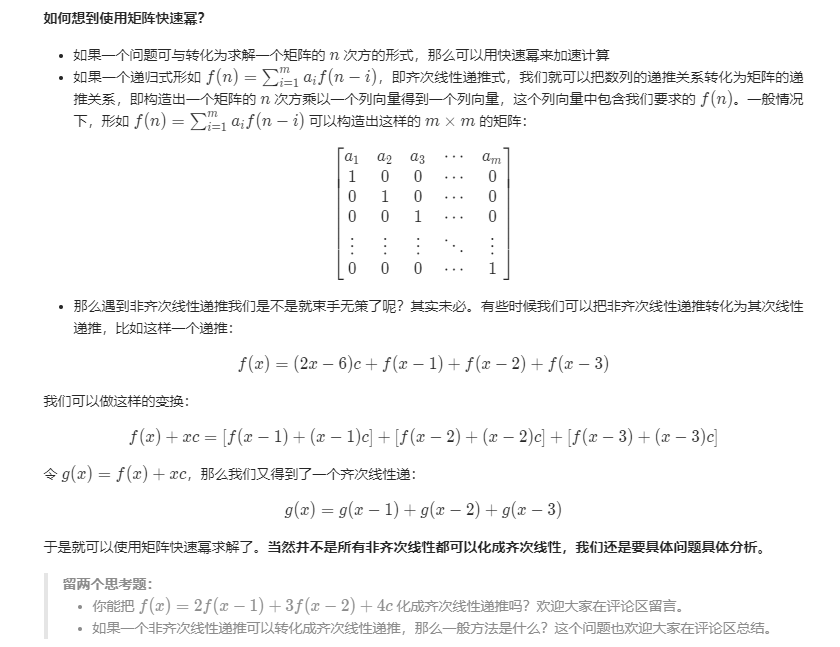 如何想到使用矩阵快速幂？
• 如果一个问题可与转化为求解一个矩阵的 n 次方的形式，那么可以用快速幂来加速计算
• 如果一个递归式形如 f(n) = ∑_{i=1}^{m} a_i f(n − i)，即齐次线性递推式，我们就可以把数列的递推关系转化为矩阵的递
推关系，即构造出一个矩阵的 n 次方乘以一个列向量得到一个列向量，这个列向量中包含我们要求的 f(n)。一般情况
下，形如 f(n) = ∑_{i=1}^{m} a_i f(n − i) 可以构造出这样的 m × m 的矩阵：
a_1 a_2 a_3 ⋯ a_m
1 0 0 ⋯ 0
0 1 0 ⋯ 0
0 0 1 ⋯ 0
⋮ ⋮ ⋮ ⋱ ⋮
0 0 0 ⋯ 1
• 那么遇到非齐次线性递推我们是不是就束手无策了呢？其实未必。有些时候我们可以把非齐次线性递推转化为其次线性
递推，比如这样一个递推：
f(x) = (2x − 6)c + f(x − 1) + f(x − 2) + f(x − 3)
我们可以做这样的变换：
f(x) + xc = [f(x − 1) + (x − 1)c] + [f(x − 2) + (x − 2)c] + [f(x − 3) + (x − 3)c]
令 g(x) = f(x) + xc，那么我们又得到了一个齐次线性递：
g(x) = g(x − 1) + g(x − 2) + g(x − 3)
于是就可以使用矩阵快速幂求解了。当然并不是所有非齐次线性都可以化成齐次线性，我们还是要具体问题具体分析。
留两个思考题：
• 你能把 f(x) = 2f(x − 1) + 3f(x − 2) + 4c 化成齐次线性递推吗？欢迎大家在评论区留言。
• 如果一个非齐次线性递推可以转化成齐次线性递推，那么一般方法是什么？这个问题也欢迎大家在评论区总结。